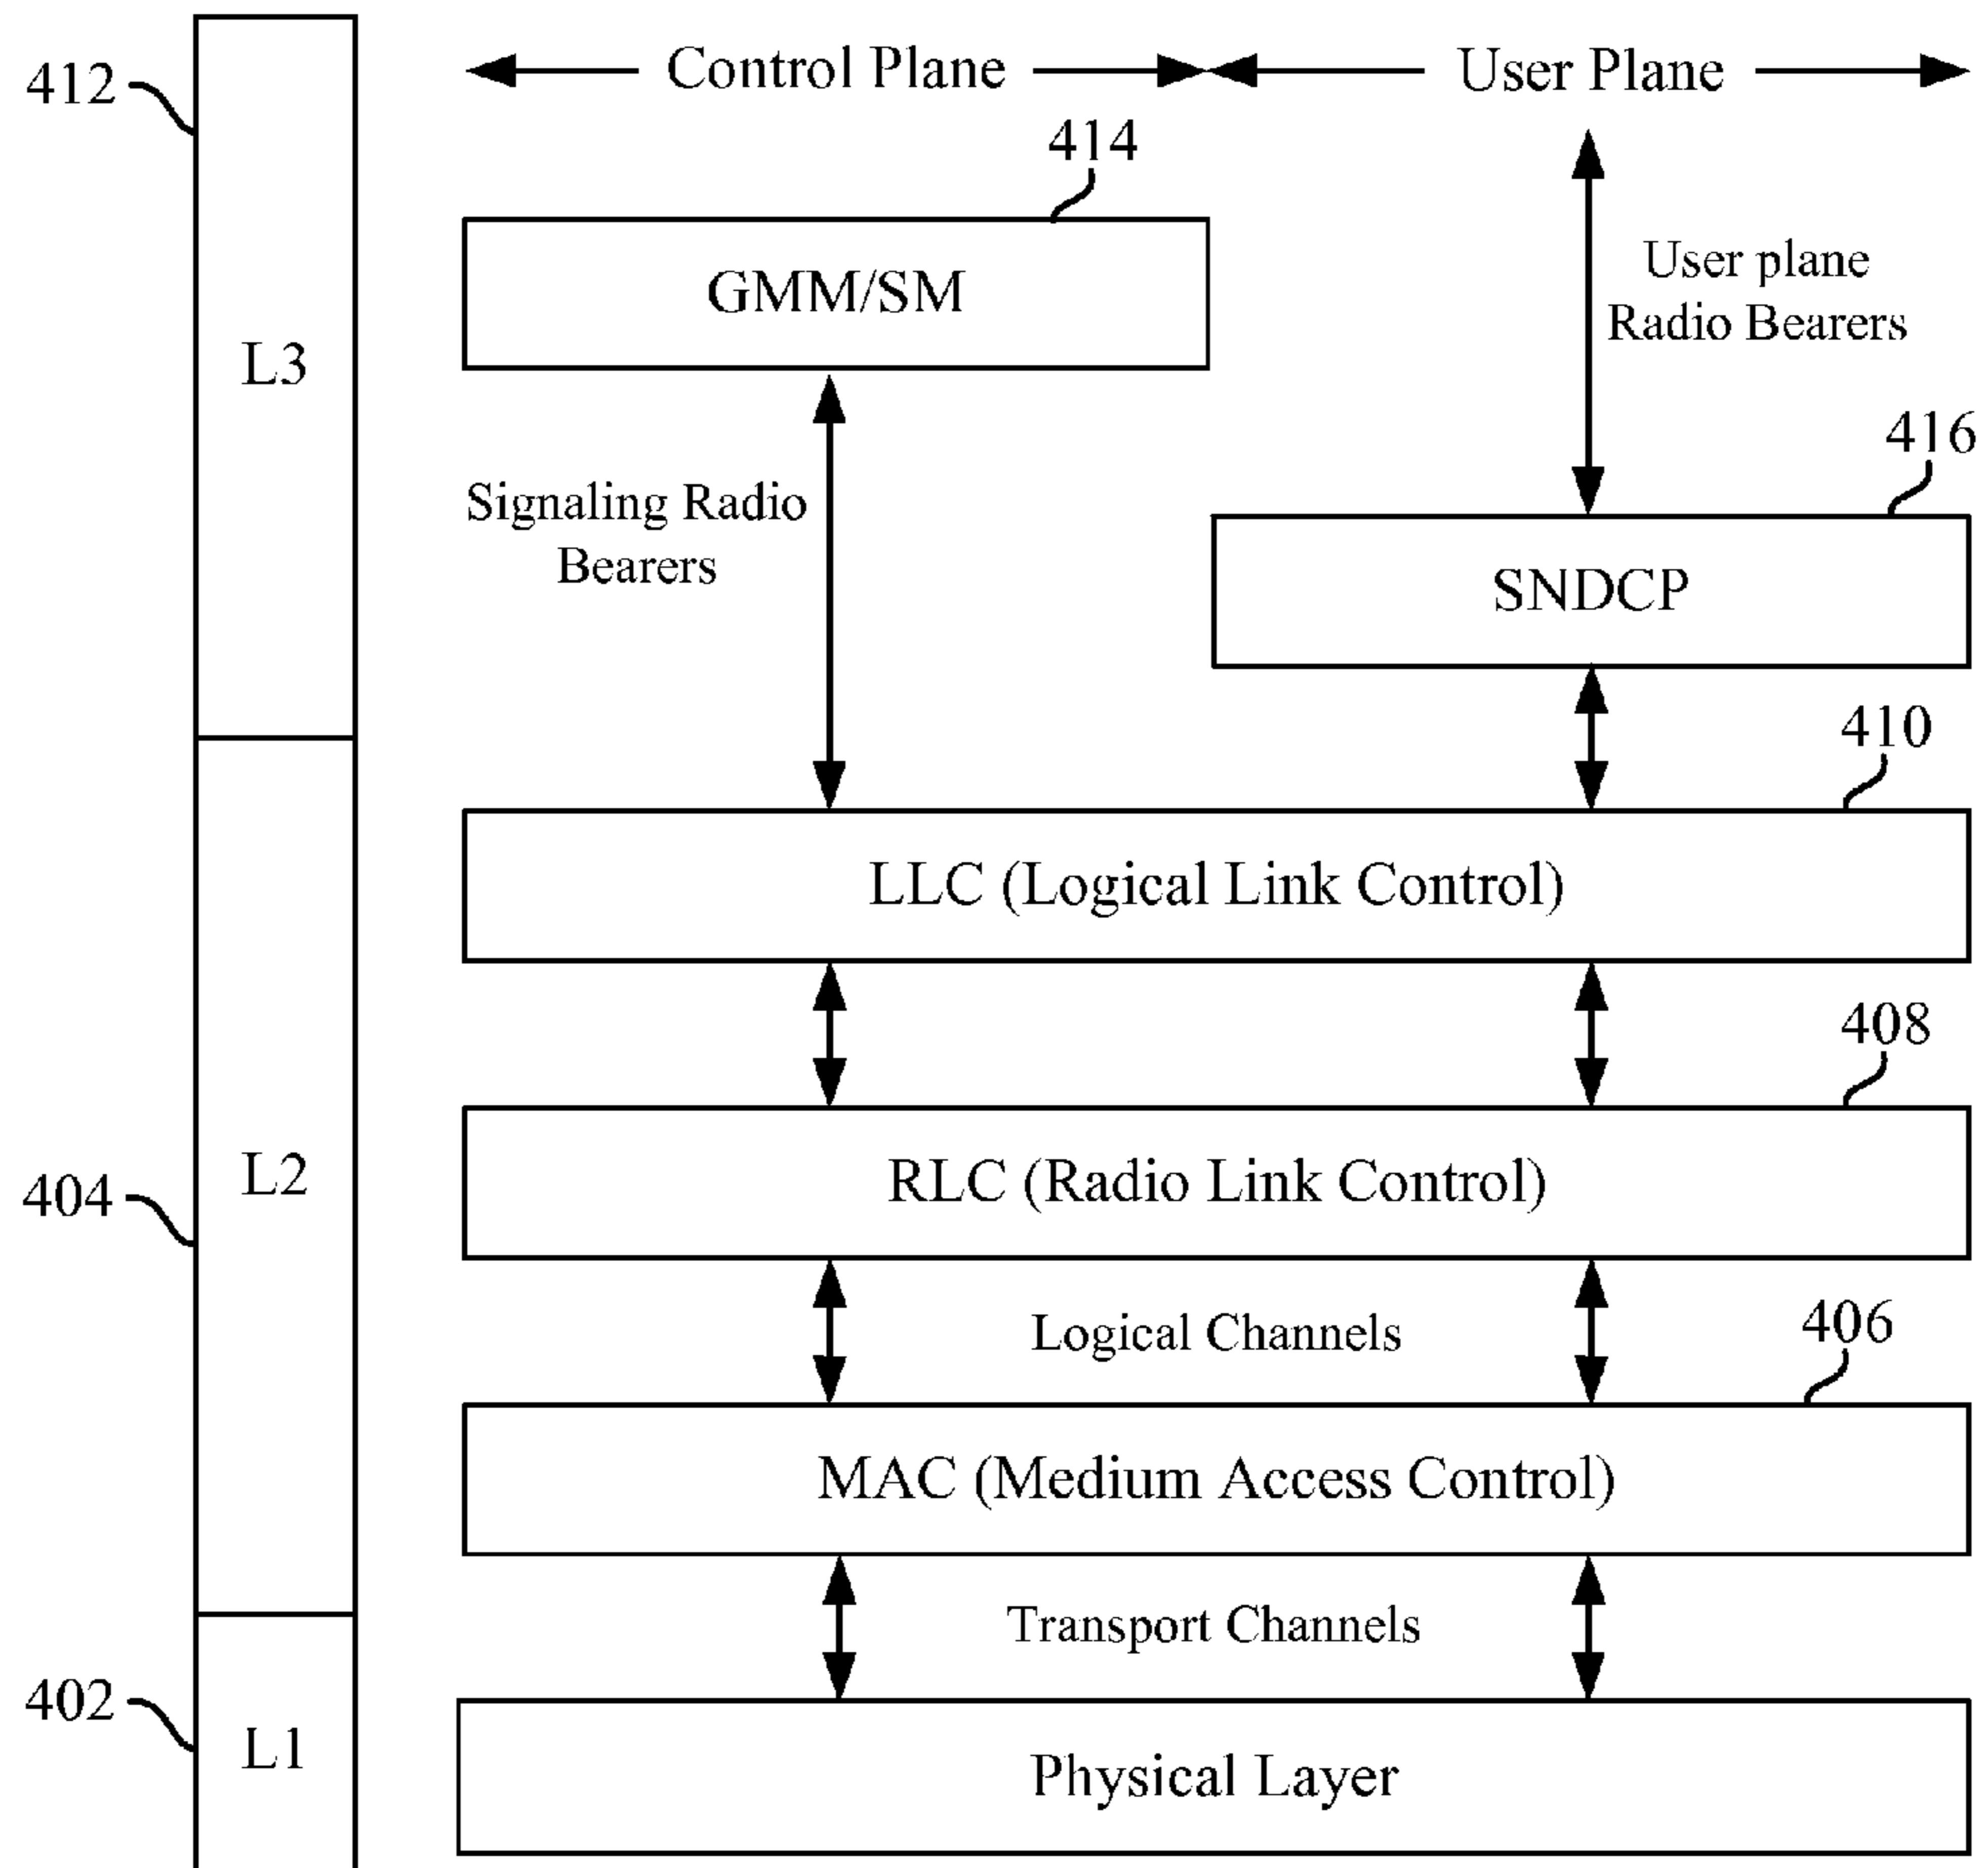 Control Plane
User Plane
412
414
GMM/SM
User plane
Radio Bearers
L3
416
Signaling Radio
Bearers
SNDCP
410
LLC (Logical Link Control)
408
RLC (Radio Link Control)
L2
404
Logical Channels
406
MAC (Medium Access Control)
Transport Channels
402
L1
Physical Layer